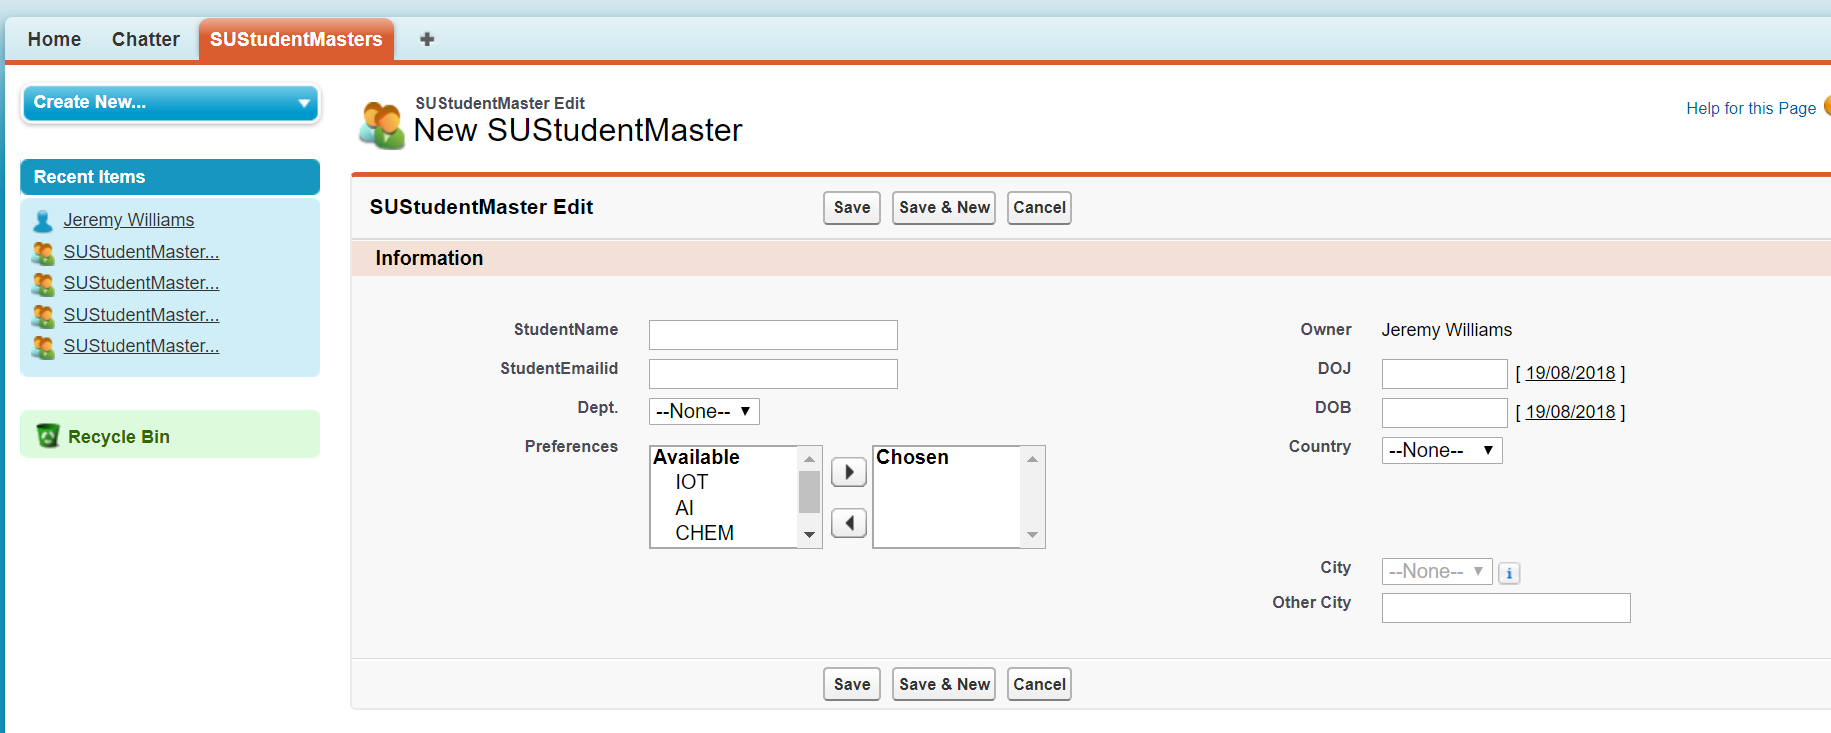 Home Chatter SUStudentMasters
Create New...
Recent Items
Jeremy Williams
SUStudentMaster...
SUStudentMaster...
SUStudentMaster...
SUStudentMaster...
Recycle Bin
SUStudentMaster Edit
New SUStudentMaster
Help for this Page
SUStudentMaster Edit Save Save & New Cancel
Information
StudentName Owner Jeremy Williams
StudentEmailid DOJ [ 19/08/2018 ]
Dept. --None-- DOB [ 19/08/2018 ]
Preferences Available Chosen Country --None--
IOT
AI
CHEM
City --None--
Other City
Save Save & New Cancel